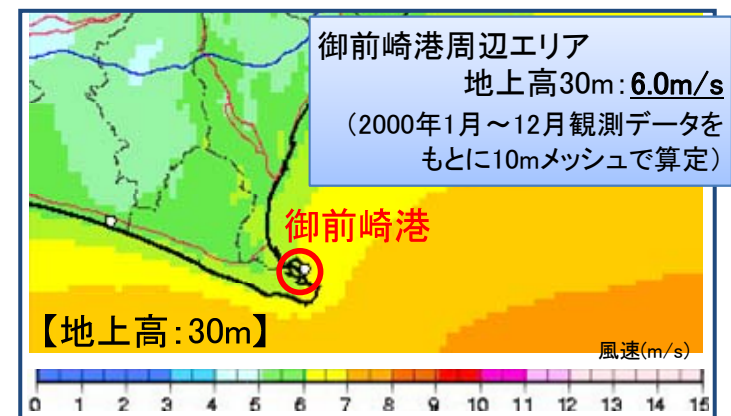 御前崎港周辺エリア
地上高30m：6.0m/s
（2000年1月～12月観測データを
もとに10mメッシュで算定）
御前崎港
【地上高：30m】
風速(m/s)
0 1 2 3 4 5 6 7 8 9 10 11 12 13 14 15